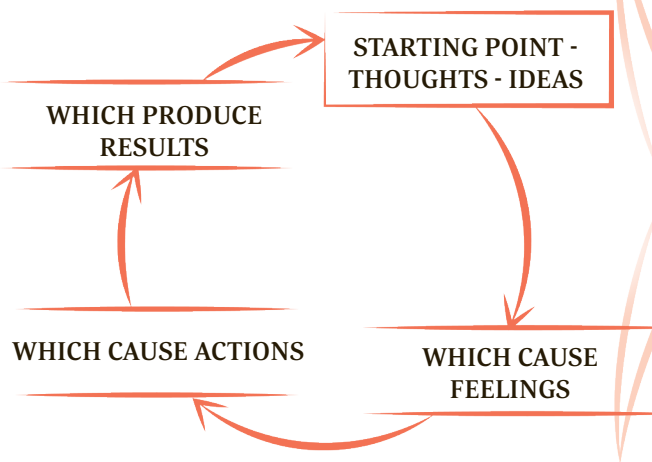 STARTING POINT -
THOUGHTS - IDEAS
WHICH CAUSE
FEELINGS
WHICH CAUSE ACTIONS
WHICH PRODUCE
RESULTS